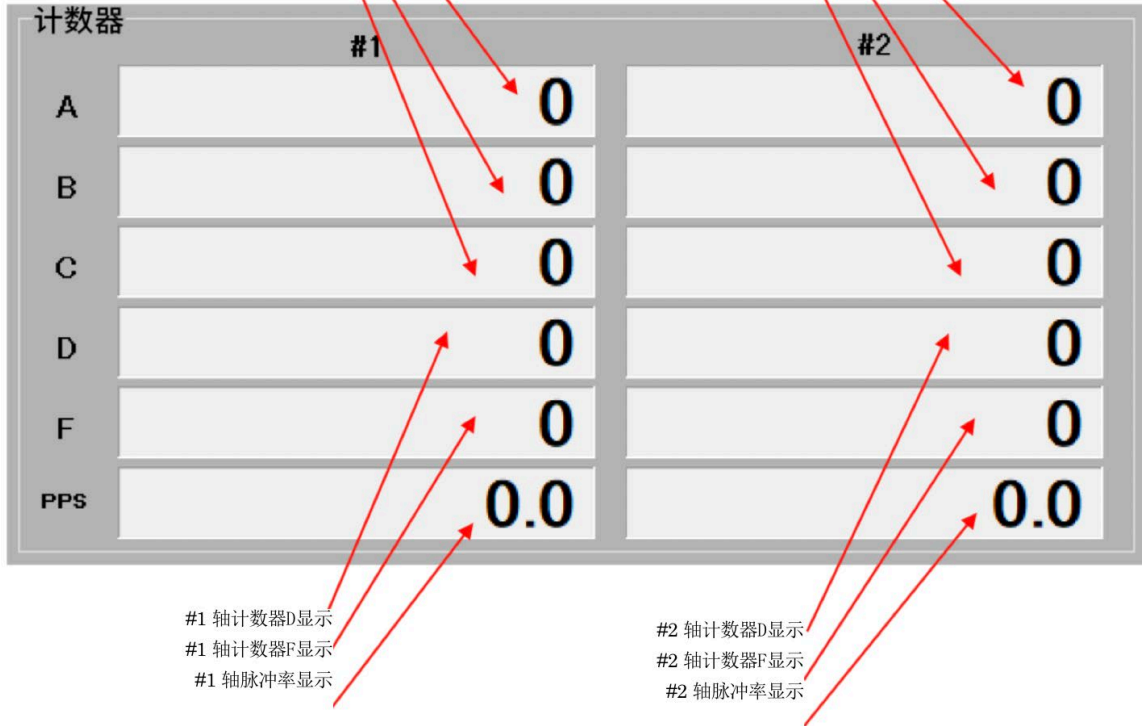 计数器
#1 #2
A 0 0
B 0 0
C 0 0
D 0 0
F 0 0
PPS 0.0 0.0
#1 轴计数器D显示
#1 轴计数器F显示
#1 轴脉冲率显示
#2 轴计数器D显示
#2 轴计数器F显示
#2 轴脉冲率显示